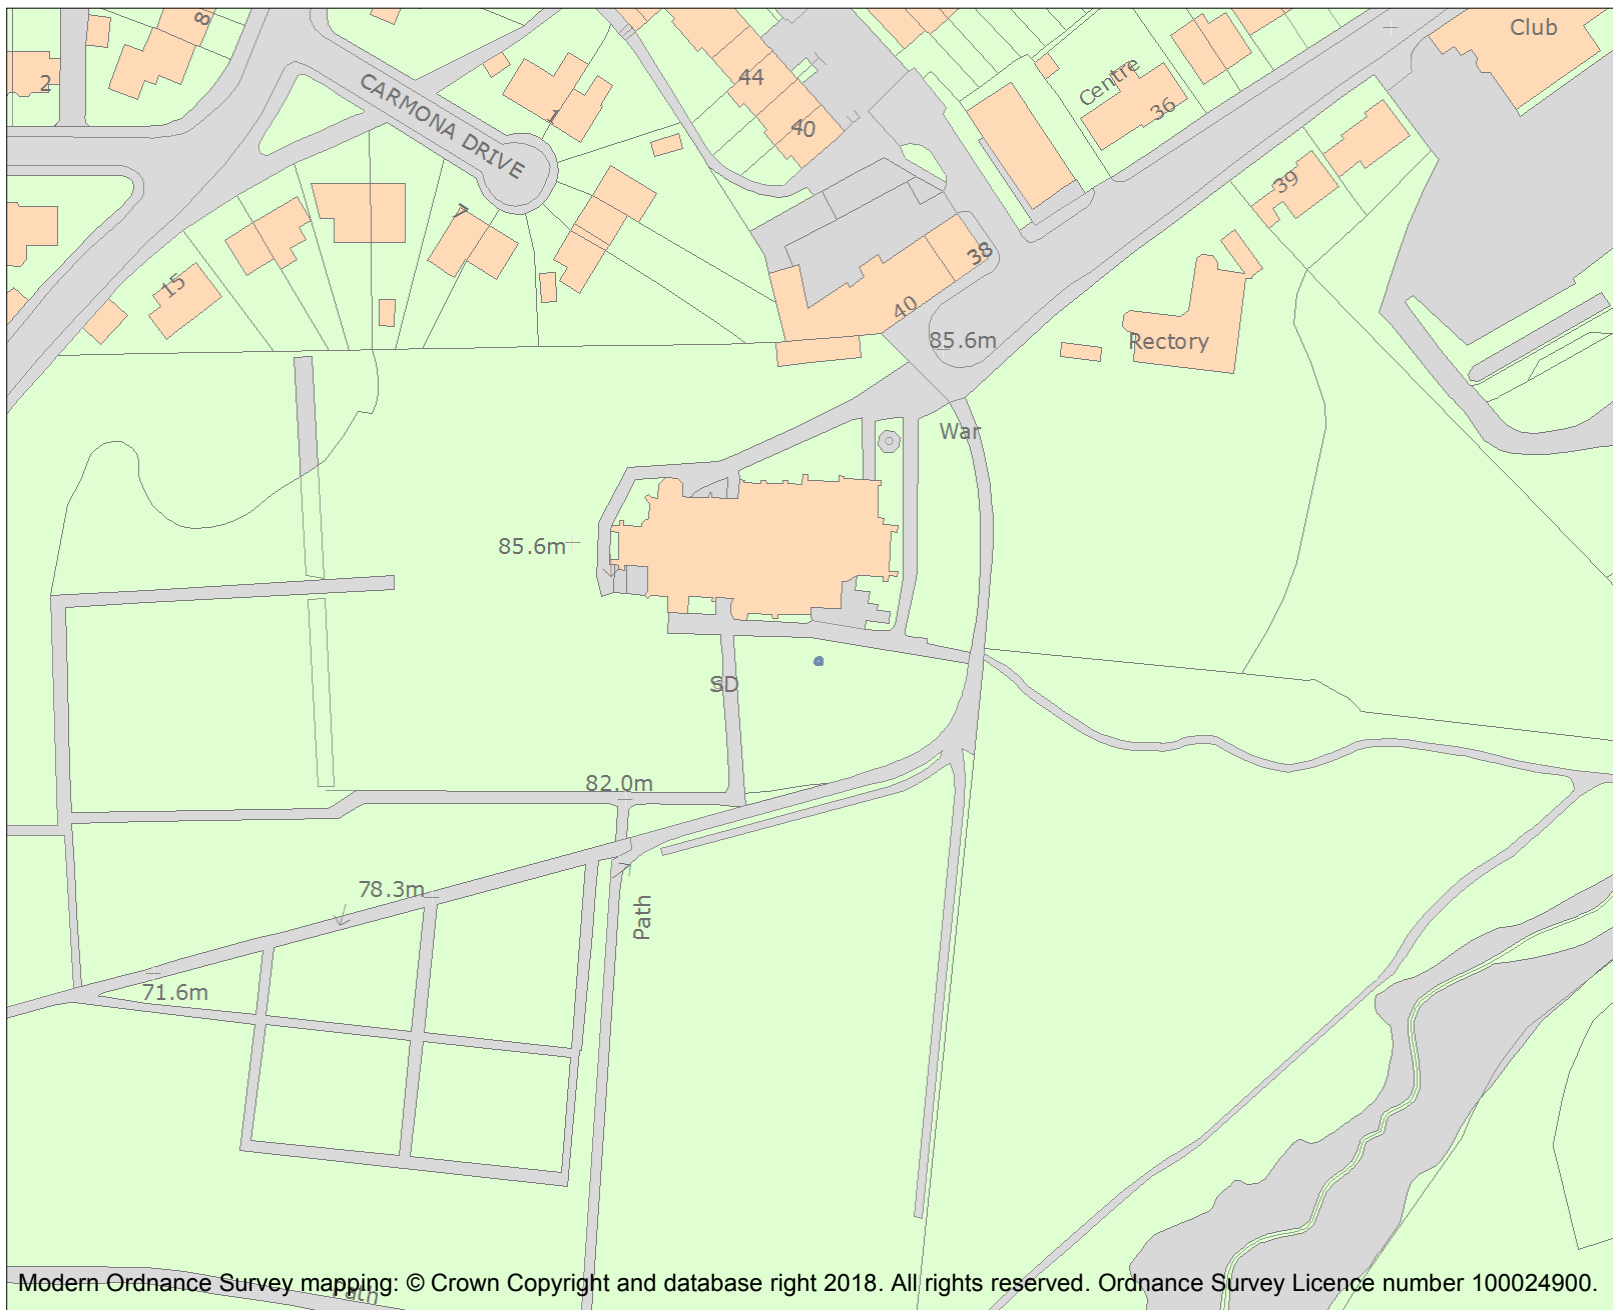 8
Club
2
CARMONA DRIVE
44
Centre
1
40
36
39
7
38
15
40
85.6m
Rectory
War
85.6m
SD
82.0m
78.3m
Path
71.6m
Path
Modern Ordnance Survey mapping: © Crown Copyright and database right 2018. All rights reserved. Ordnance Survey Licence number 100024900.